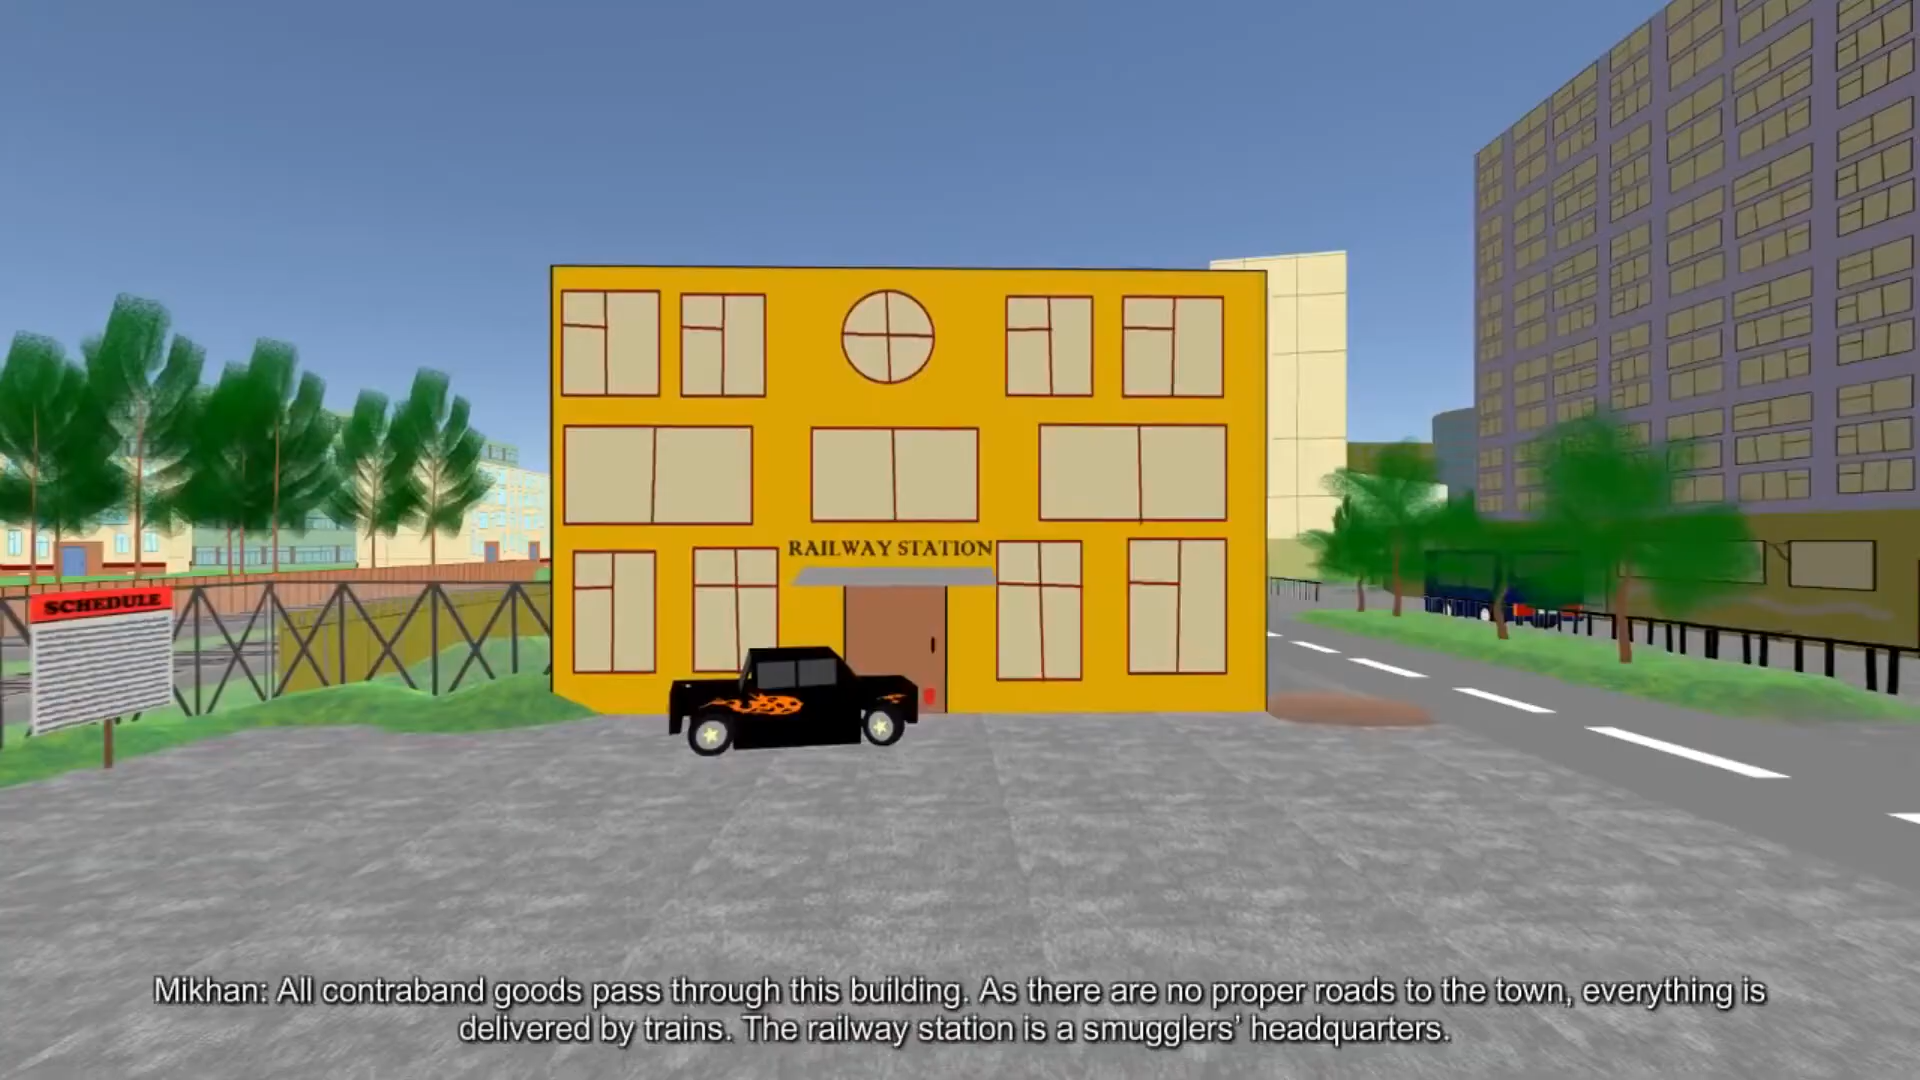 RAILWAY STATION
SCHEDULE
Mikhan: All contraband goods pass through this building. As there are no proper roads to the town, everything is
delivered by trains. The railway station is a smugglers’ headquarters.